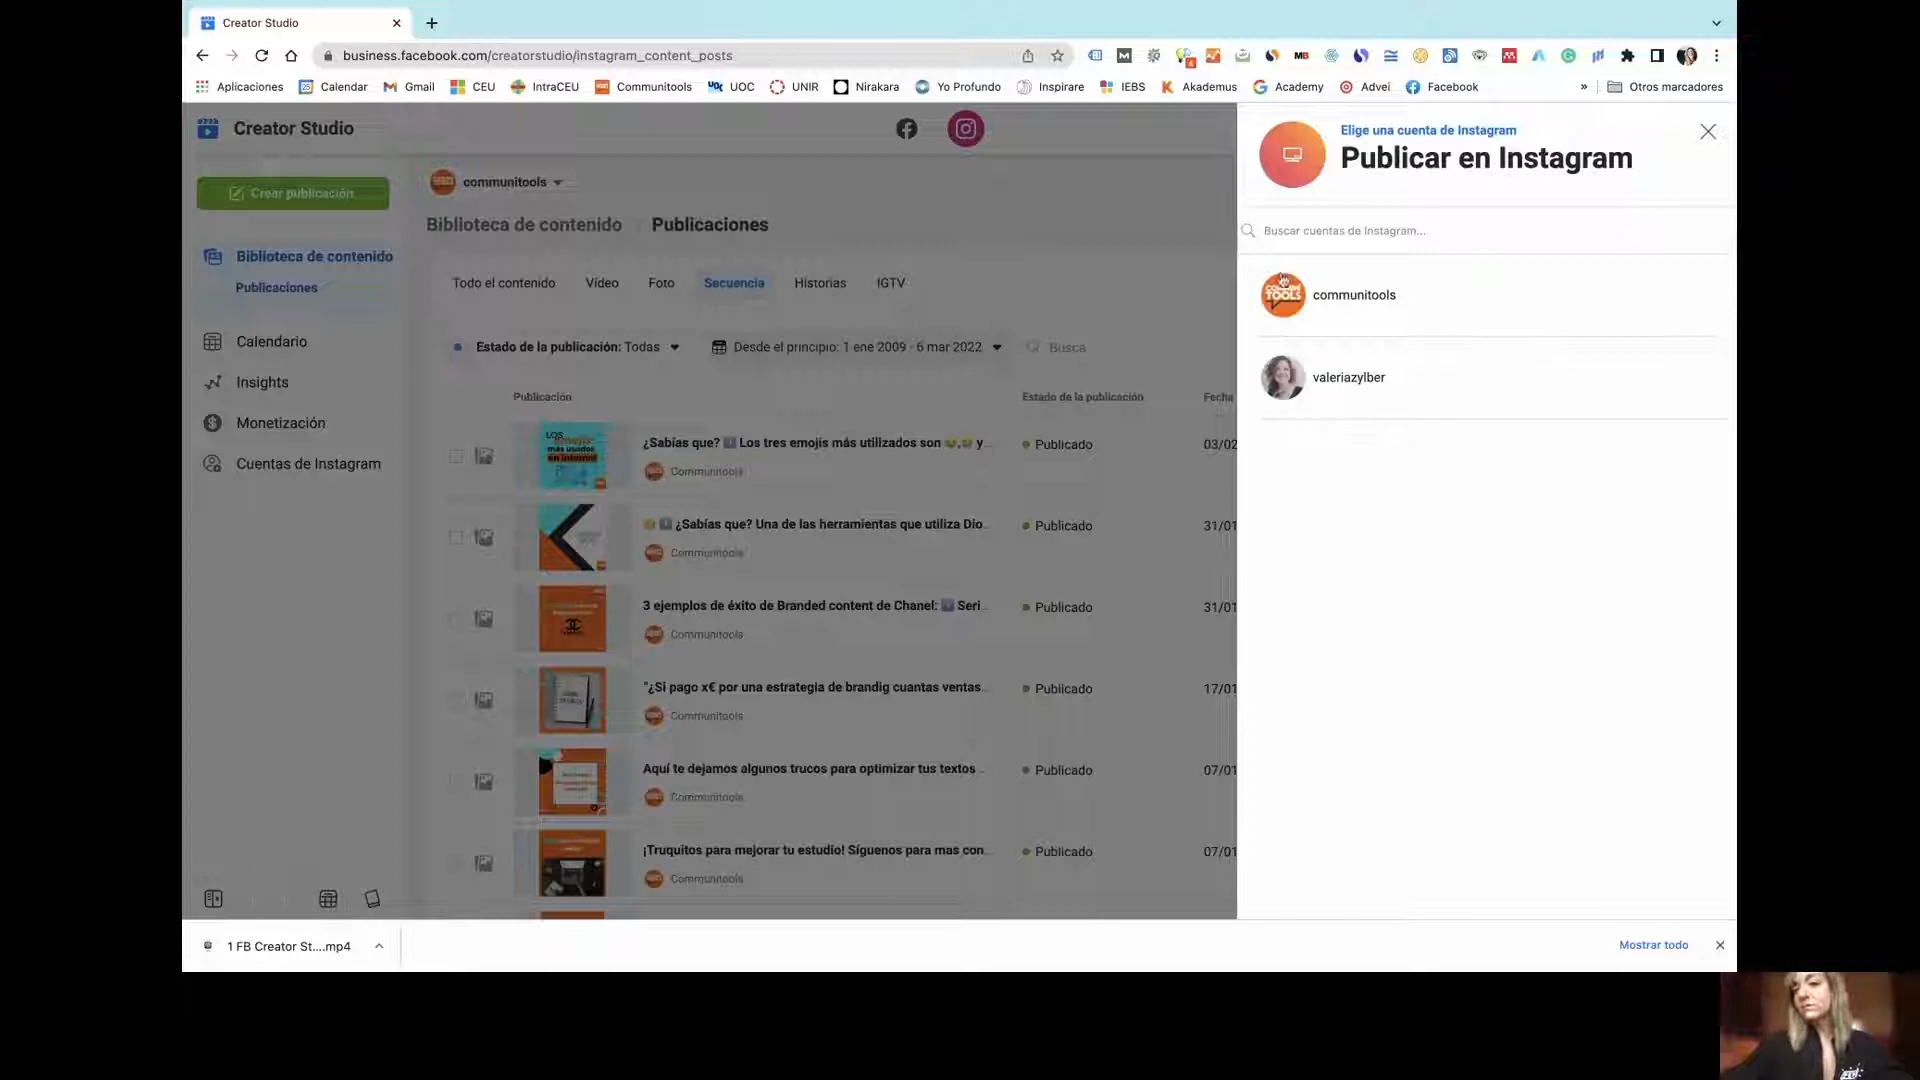 Creator Studio
business.facebook.com/creatorstudio/instagram_content_posts
Aplicaciones
Calendar
Gmail
CEU
IntraCEU
Communitools
UOC
UNIR
Nirakara
Yo Profundo
Inspirare
IEBS
Akademus
Academy
Advei
Facebook
»
Otros marcadores
Creator Studio
Crear publicación
Biblioteca de contenido
Publicaciones
Calendario
Insights
Monetización
Cuentas de Instagram
communitools
Biblioteca de contenido
Publicaciones
Todo el contenido
Vídeo
Foto
Secuencia
Historias
IGTV
Estado de la publicación: Todas
Desde el principio: 1 ene 2009 - 6 mar 2022
Busca
Publicación
Estado de la publicación
Fecha
¿Sabías que? ℹ️ Los tres emojis más utilizados son 😂,😍 y...
Communitools
Publicado
03/02
¿Sabías que? Una de las herramientas que utiliza Dio
Communitools
Publicado
31/01
3 ejemplos de éxito de Branded content de Chanel: Seri
Communitools
Publicado
31/01
"¿Si pago x€ por una estrategia de brandig cuantas ventas...
Communitools
Publicado
17/01
Aquí te dejamos algunos trucos para optimizar tus textos
Communitools
Publicado
07/01
¡Truquitos para mejorar tu estudio! Síguenos para mas con...
Communitools
Publicado
07/01
Elige una cuenta de Instagram
Publicar en Instagram
Buscar cuentas de Instagram...
communitools
valeriazylber
1 FB Creator St....mp4
Mostrar todo